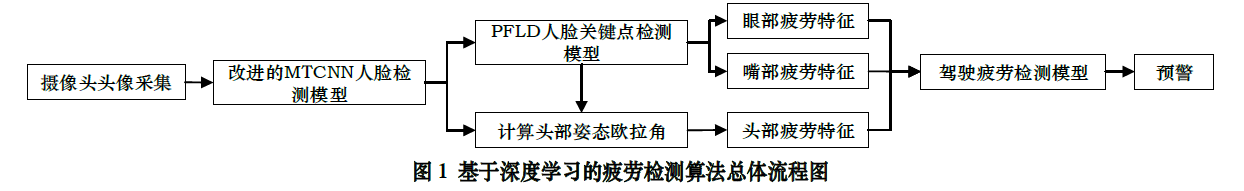 摄像头头像采集
改进的MTCNN人脸检
测模型
PFLD人脸关键点检测
模型
计算头部姿态欧拉角
眼部疲劳特征
嘴部疲劳特征
头部疲劳特征
驾驶疲劳检测模型
预警
图 1 基于深度学习的疲劳检测算法总体流程图